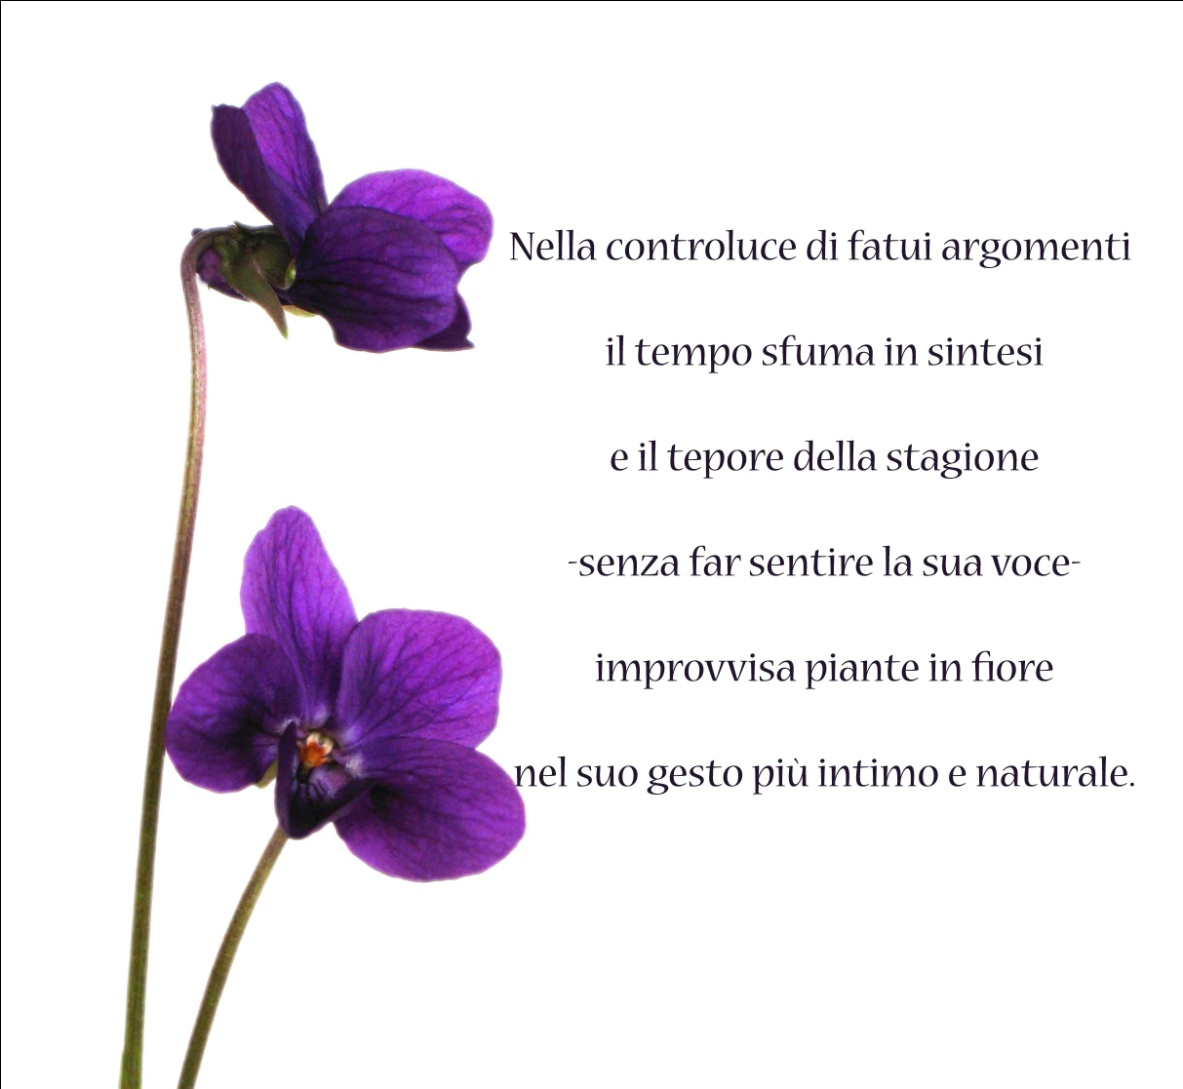 Nella controluce di fatui argomenti
il tempo sfuma in sintesi
e il tepore della stagione
-senza far sentire la sua voce-
improvvisa piante in fiore
nel suo gesto più intimo e naturale.